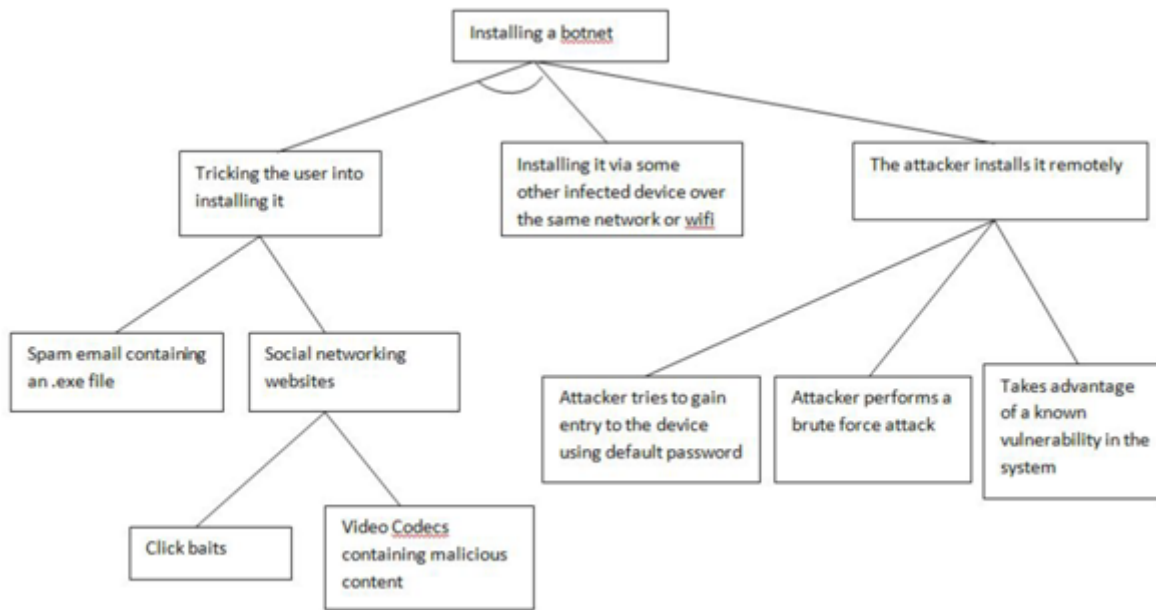 Installing a botnet
Tricking the user into
installing it
Installing it via some
other infected device over
the same network or wifi
The attacker installs it remotely
Spam email containing
an .exe file
Social networking
websites
Attacker tries to gain
entry to the device
using default password
Attacker performs a
brute force attack
Takes advantage
of a known
vulnerability in the
system
Click baits
Video Codecs
containing malicious
content